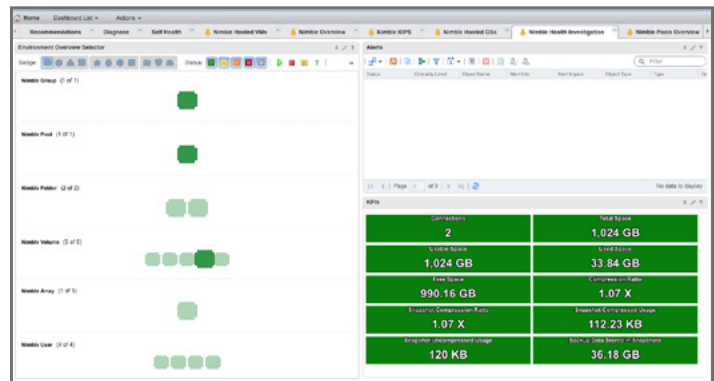 Home Dashboard List Actions
Recommendations Diagnose Self Health Nimble Hosted VMs Nimble Overview Nimble IOPS Nimble Hosted OSs Nimble Health Investigation Nimble Pools Overview
Environment Overview Selector
Badge: Status:
Nimble Group (1 of 1)
Nimble Pool (1 of 1)
Nimble Folder (2 of 2)
Nimble Volume (5 of 5)
Nimble Array (1 of 1)
Nimble User (4 of 4)
Alerts
Filter
Status Criticality Level Object Name Alert Info Alert Impact Object Type Type
Page of 0 No data to display
KPIs
Connections
2
Total Space
1,024 GB
Usable Space
1,024 GB
Used Space
33.84 GB
Free Space
990.16 GB
Compression Ratio
1.07 X
Snapshot Compression Ratio
1.07 X
Snapshot Compressed Usage
112.23 KB
Snapshot Uncompressed Usage
120 KB
Backup Data Stored in Snapshots
36.18 GB